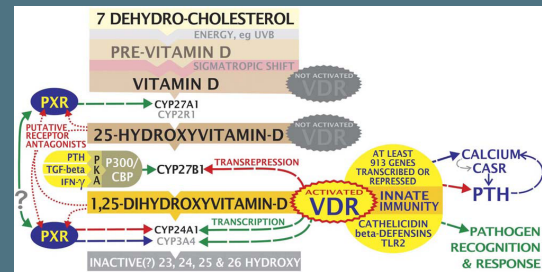 7 DEHYDRO-CHOLESTEROL
ENERGY, eg UVB
PRE-VITAMIN D
SIGMATROPIC SHIFT
VITAMIN D
NOT ACTIVATED
VDR
PXR
CYP27A1
CYP2R1
PUTATIVE
RECEPTOR
ANTAGONISTS
25-HYDROXYVITAMIN-D
NOT ACTIVATED
VDR
PTH
TGF-beta
IFN-γ
P
K
A
P300/
CBP
CYP27B1
TRANSREPRESSION
AT LEAST
913 GENES
TRANSCRIBED OR
REPRESSED
CALCIUM
CASR
PTH
?
1,25-DIHYDROXYVITAMIN-D
ACTIVATED
VDR
INNATE
IMMUNITY
TRANSCRIPTION
CATHELICIDIN
beta-DEFENSINS
TLR2
PXR
CYP24A1
CYP3A4
PATHOGEN
RECOGNITION
& RESPONSE
INACTIVE(?) 23, 24, 25 & 26 HYDROXY